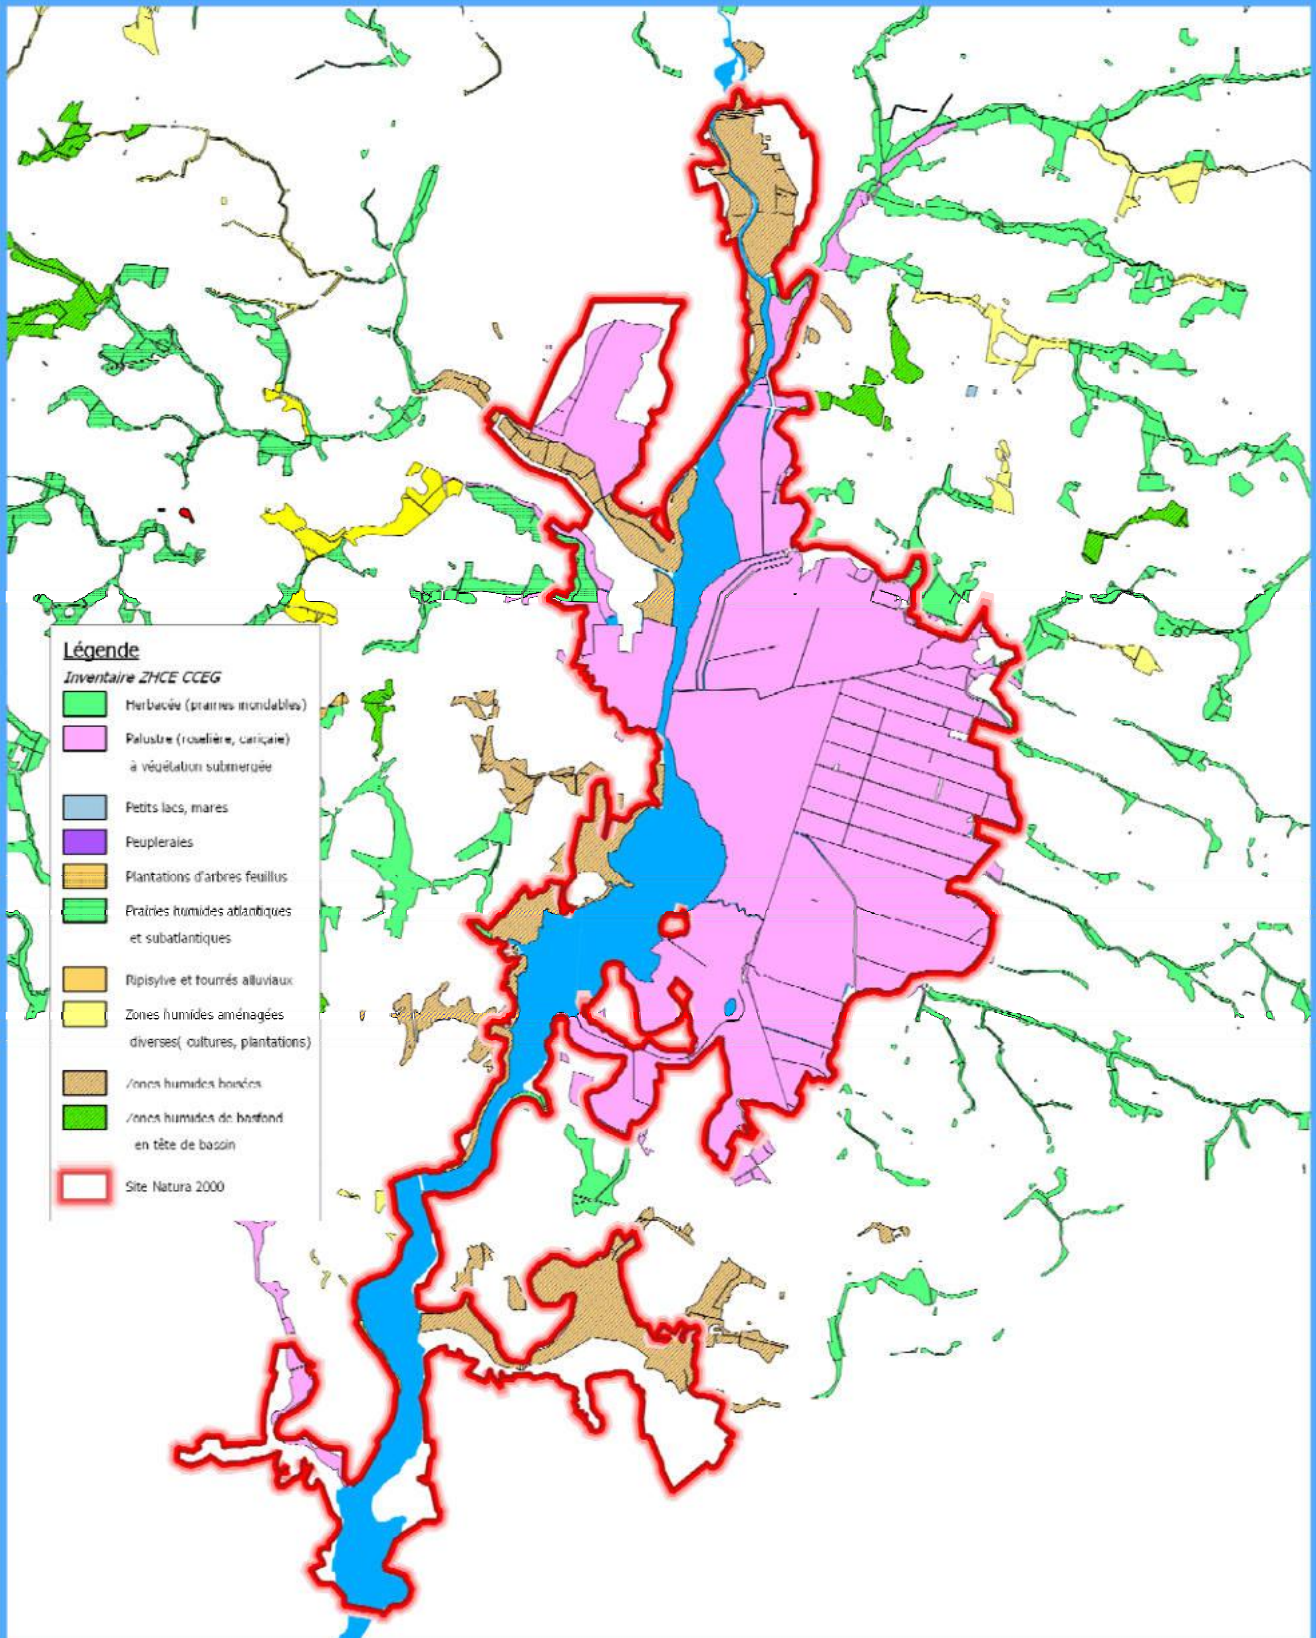 Légende
Inventaire ZHCE CCEG
Herbacée (prairies inondables)
Palustre (roselière, cariçaie)
à végétation submergée
Petits lacs, mares
Peupleraies
Plantations d'arbres feuillus
Prairies humides atlantiques
et subatlantiques
Ripisylve et fourrés alluviaux
Zones humides aménagées
diverses( cultures, plantations)
Zones humides boisées
Zones humides de basfond
en tête de bassin
Site Natura 2000